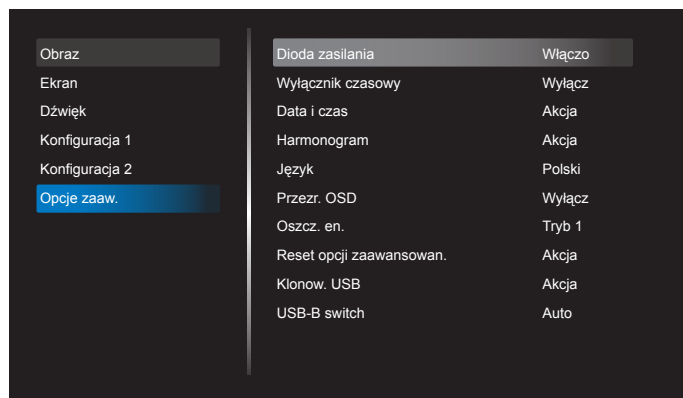 Obraz
Ekran
Dźwięk
Konfiguracja 1
Konfiguracja 2
Opcje zaaw.
Dioda zasilania Włączo
Wyłącznik czasowy Wyłącz
Data i czas Akcja
Harmonogram Akcja
Język Polski
Przezr. OSD Wyłącz
Oszcz. en. Tryb 1
Reset opcji zaawansowan. Akcja
Klonow. USB Akcja
USB-B switch Auto